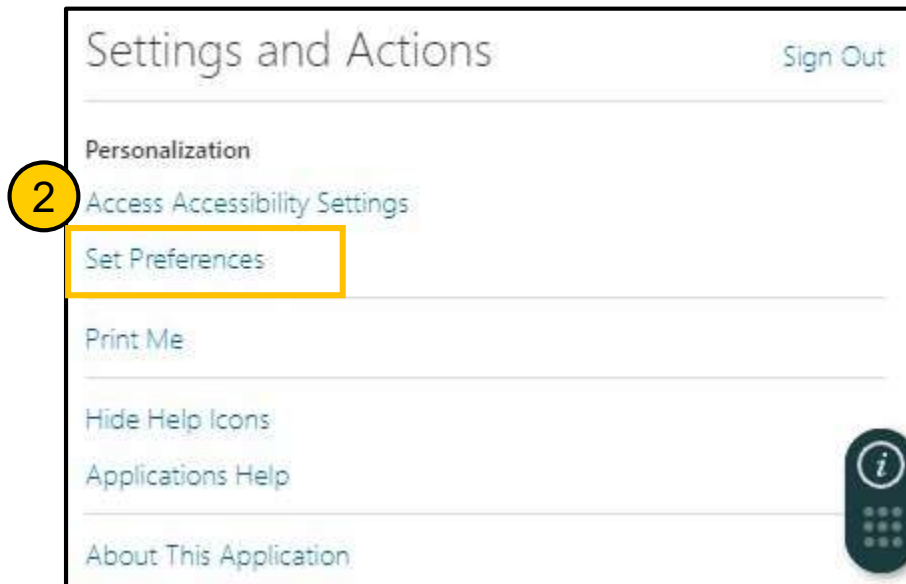 Settings and Actions
Sign Out
Personalization
2
Access Accessibility Settings
Set Preferences
Print Me
Hide Help Icons
Applications Help
i
About This Application